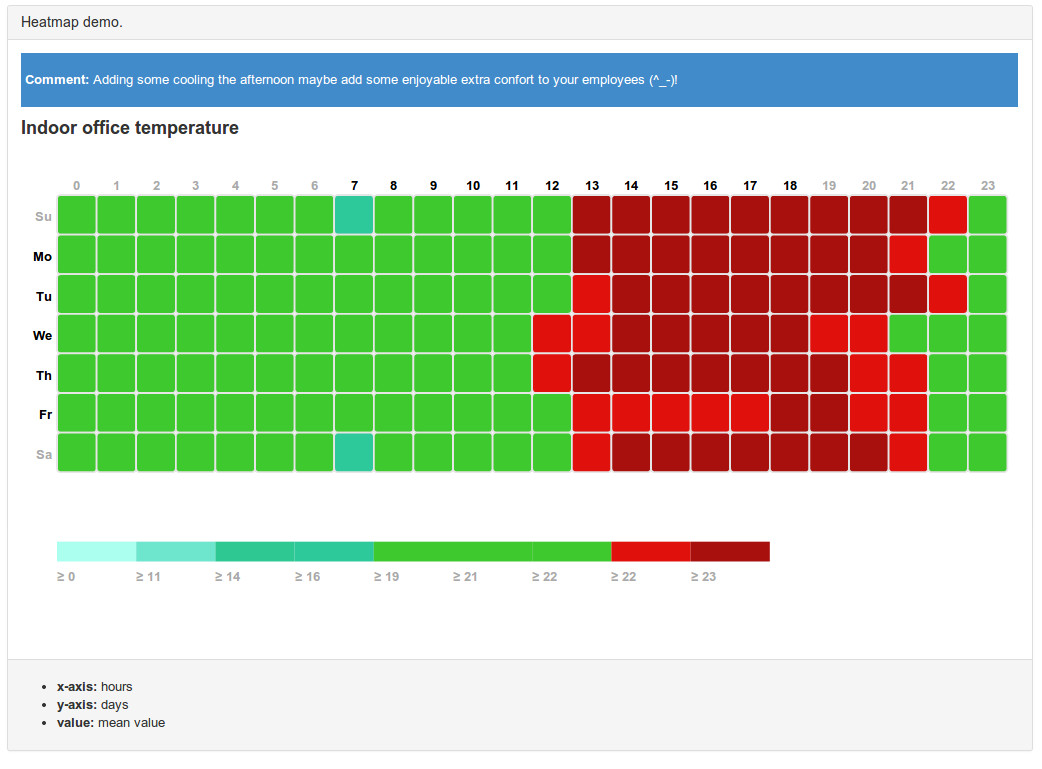 Heatmap demo.
Comment: Adding some cooling the afternoon maybe add some enjoyable extra confort to your employees (^_-)!
Indoor office temperature
0 1 2 3 4 5 6 7 8 9 10 11 12 13 14 15 16 17 18 19 20 21 22 23
Su
Mo
Tu
We
Th
Fr
Sa
≥ 0 ≥ 11 ≥ 14 ≥ 16 ≥ 19 ≥ 21 ≥ 22 ≥ 22 ≥ 23
• x-axis: hours
• y-axis: days
• value: mean value